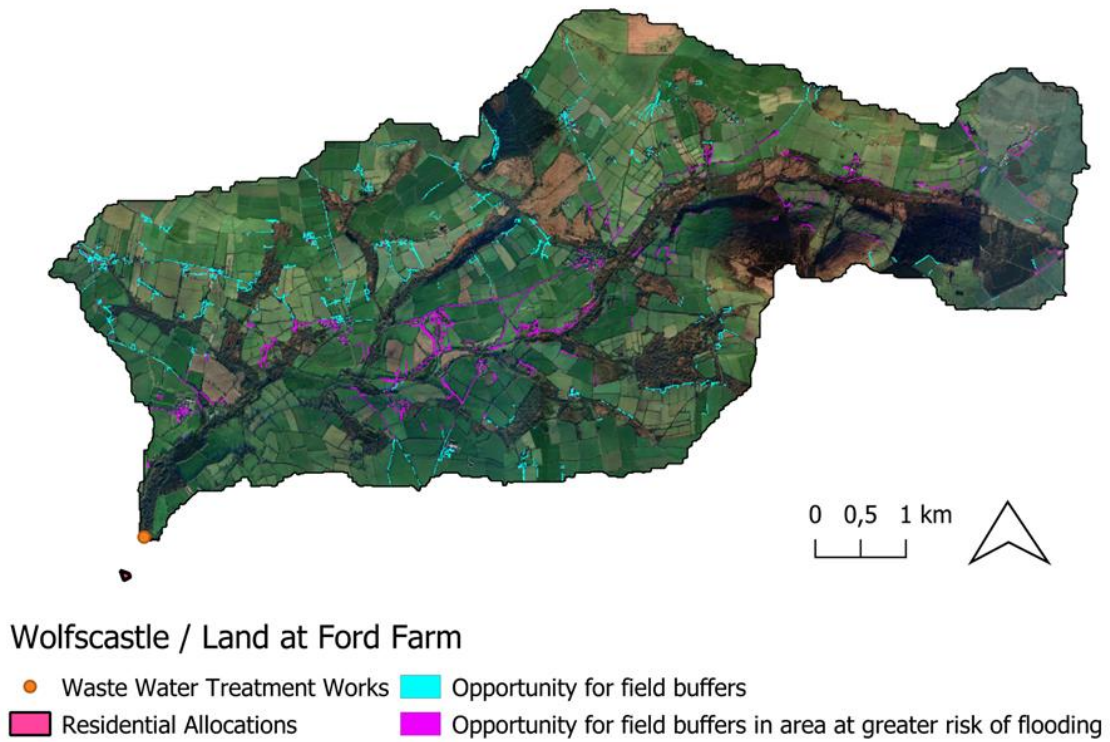 0 0,5 1 km
Wolfscastle / Land at Ford Farm
Waste Water Treatment Works
Opportunity for field buffers
Residential Allocations
Opportunity for field buffers in area at greater risk of flooding